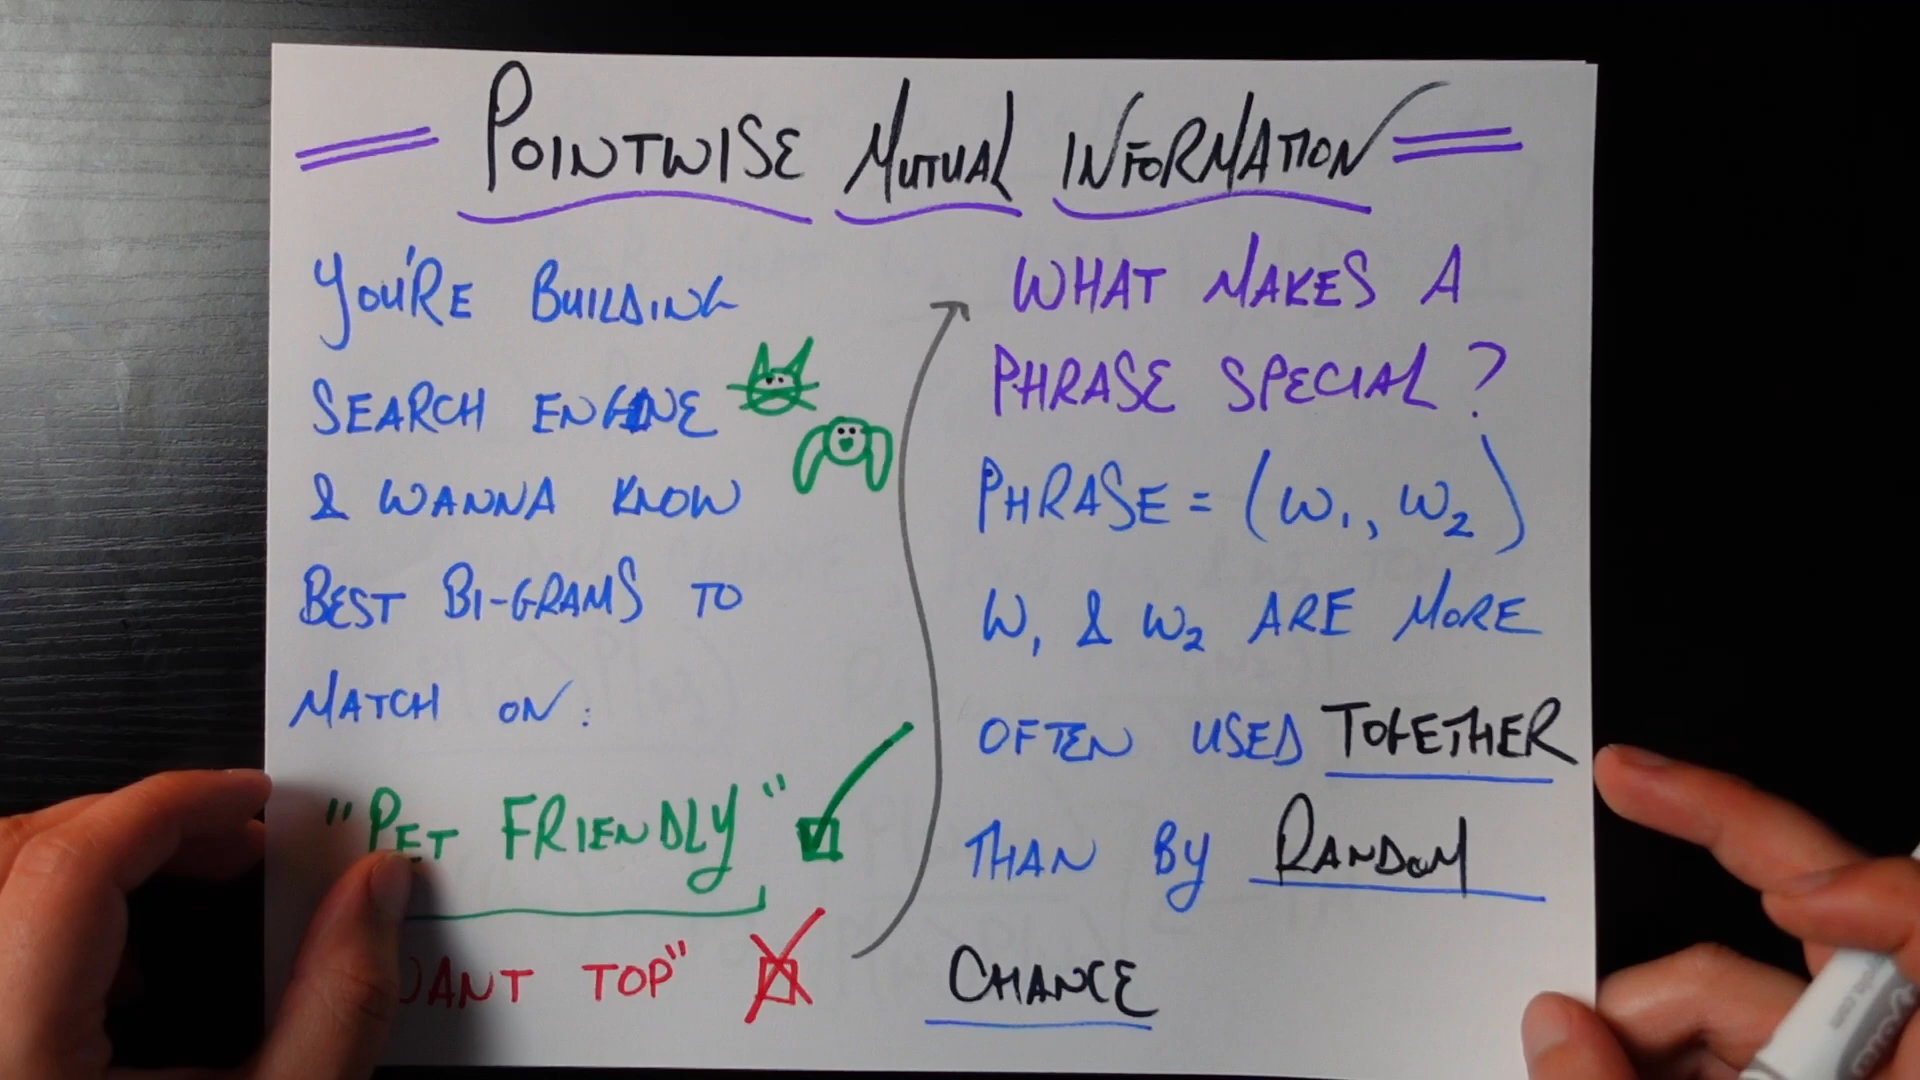 POINTWISE MUTUAL INFORMATION
YOU'RE BUILDING
SEARCH ENGINE
& WANNA KNOW
BEST BI-GRAMS TO
MATCH ON:
"PET FRIENDLY"
TOP"
WHAT MAKES A
PHRASE SPECIAL?
PHRASE = (W1, W2)
W1 & W2 ARE MORE
OFTEN USED TOGETHER
THAN BY RANDOM
CHANCE